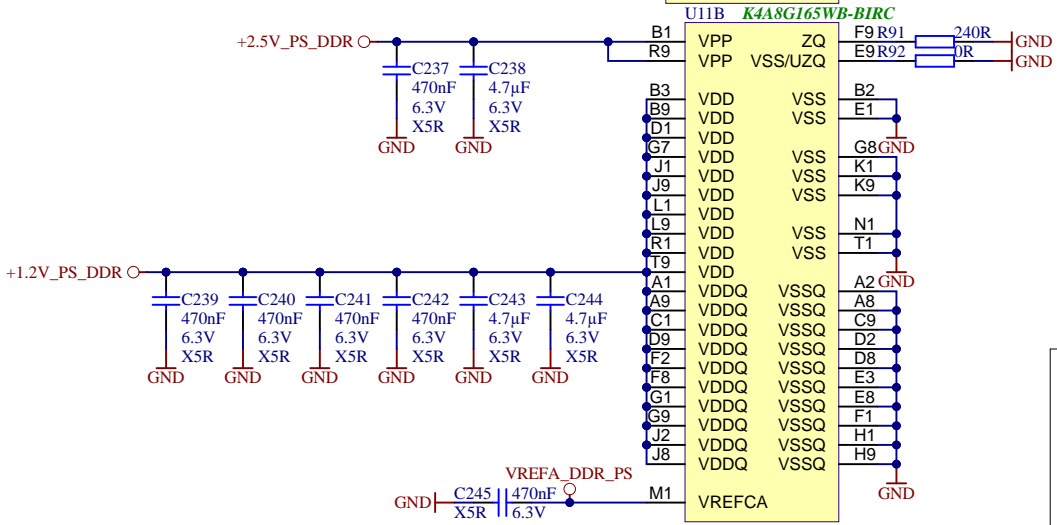 U11B K4A8G165WB-BIRC
+2.5V_PS_DDR B1 VPP ZQ F9 R91 240R GND
R9 VPP VSS/UZQ E9 R92 0R GND
C237 C238
470nF 4.7µF
6.3V 6.3V
X5R X5R
GND GND
B3 VDD VSS B2
B9 VDD VSS E1
D1 VDD GND
G7 VDD VSS G8
J1 VDD VSS K1
J9 VDD VSS K9
L1 VDD
L9 VDD VSS N1
R1 VDD VSS T1
+1.2V_PS_DDR T9 VDD GND
A1 VDDQ VSSQ A2
A9 VDDQ VSSQ A8
C1 VDDQ VSSQ C9
D9 VDDQ VSSQ D2
F2 VDDQ VSSQ D8
F8 VDDQ VSSQ E3
G1 VDDQ VSSQ E8
G9 VDDQ VSSQ F1
J2 VDDQ VSSQ H1
J8 VDDQ VSSQ H9
GND
C239 C240 C241 C242 C243 C244
470nF 470nF 470nF 470nF 4.7µF 4.7µF
6.3V 6.3V 6.3V 6.3V 6.3V 6.3V
X5R X5R X5R X5R X5R X5R
GND GND GND GND GND GND
VREFA_DDR_PS
GND C245 470nF M1 VREFCA
X5R 6.3V